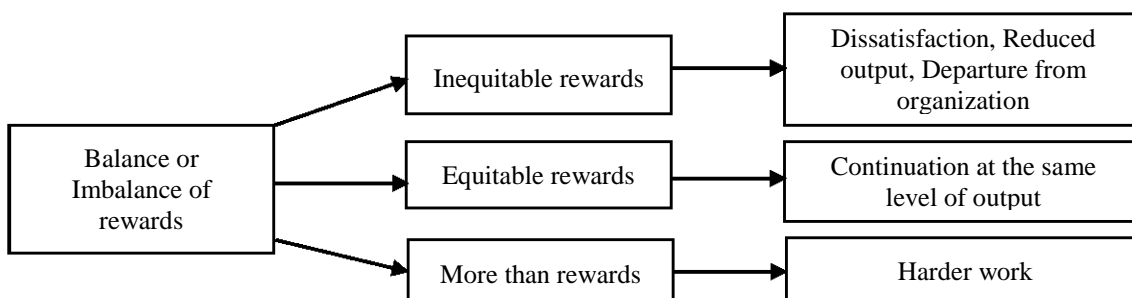 Balance or
Imbalance of
rewards
Inequitable rewards
Dissatisfaction, Reduced
output, Departure from
organization
Equitable rewards
Continuation at the same
level of output
More than rewards
Harder work